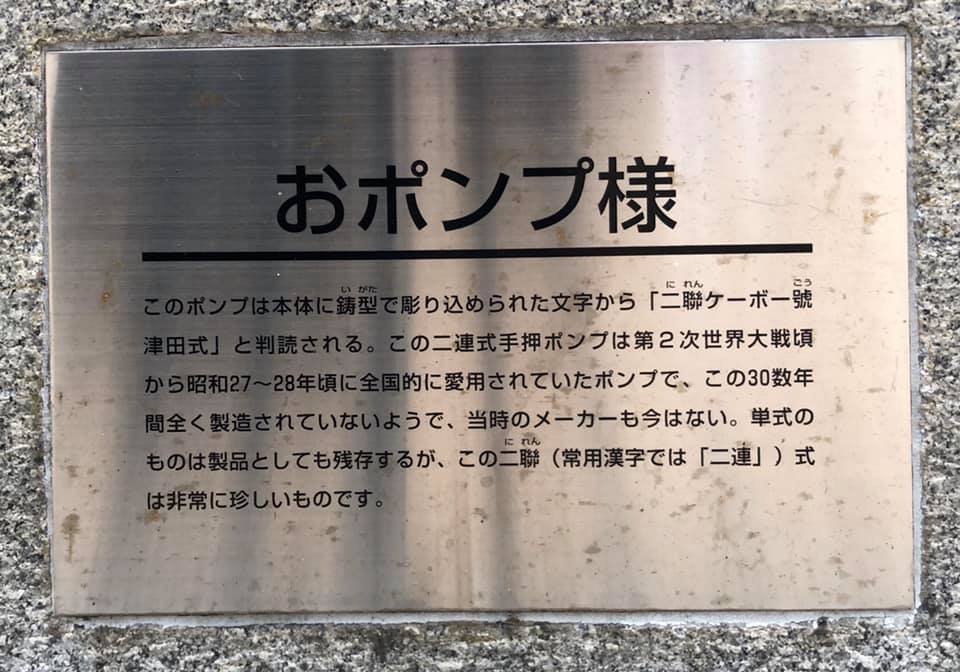 おポンプ様
このポンプは本体に鋳型で彫り込められた文字から「二聯ケーボー號
津田式」と判読される。この二連式手押ポンプは第２次世界大戦頃
から昭和27～28年頃に全国的に愛用されていたポンプで、この30数年
間全く製造されていないようで、当時のメーカーも今はない。単式の
ものは製品としても残存するが、この二聯（常用漢字では「二連」）式
は非常に珍しいものです。